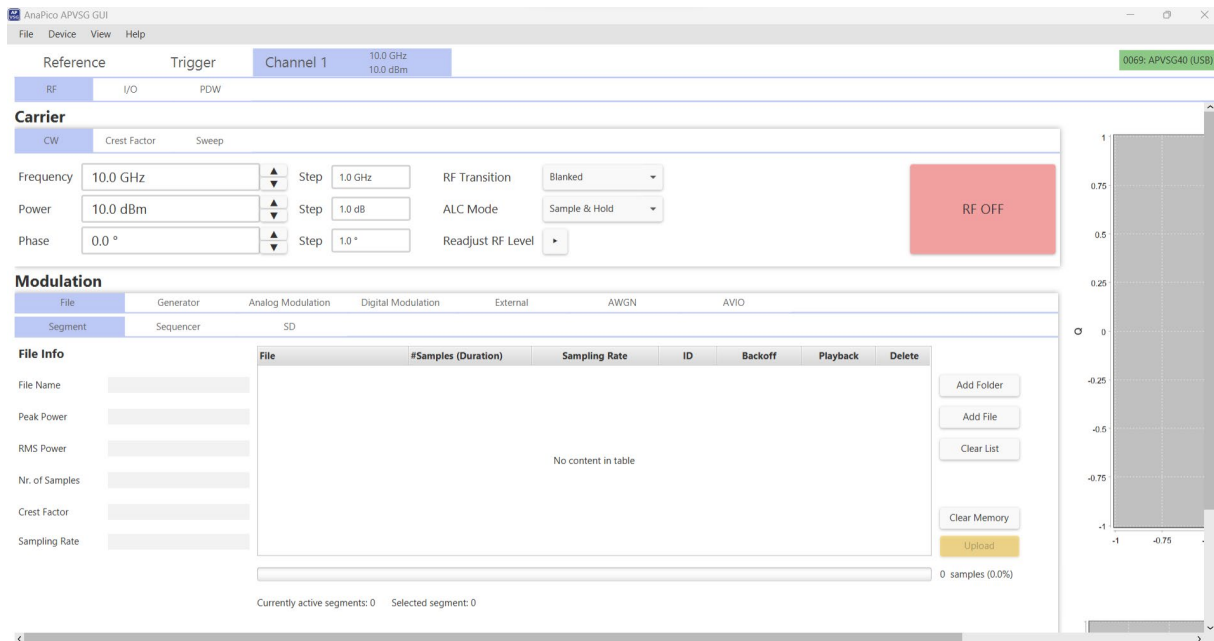 AnaPico APVSG GUI
File Device View Help
Reference Trigger Channel 1 10.0 GHz
10.0 dBm
0069: APVSG40 (USB)
RF I/O PDW
Carrier
CW Crest Factor Sweep
Frequency 10.0 GHz Step 1.0 GHz RF Transition Blanked
Power 10.0 dBm Step 1.0 dB ALC Mode Sample & Hold
Phase 0.0 ° Step 1.0 ° Readjust RF Level
RF OFF
Modulation
File Generator Analog Modulation Digital Modulation External AWGN AVIO
Segment Sequencer SD
File Info
File Name
Peak Power
RMS Power
Nr. of Samples
Crest Factor
Sampling Rate
File #Samples (Duration) Sampling Rate ID Backoff Playback Delete
No content in table
Add Folder
Add File
Clear List
Clear Memory
Upload
0 samples (0.0%)
Currently active segments: 0 Selected segment: 0
1
0.75
0.5
0.25
Q 0
-0.25
-0.5
-0.75
-1
-1 -0.75